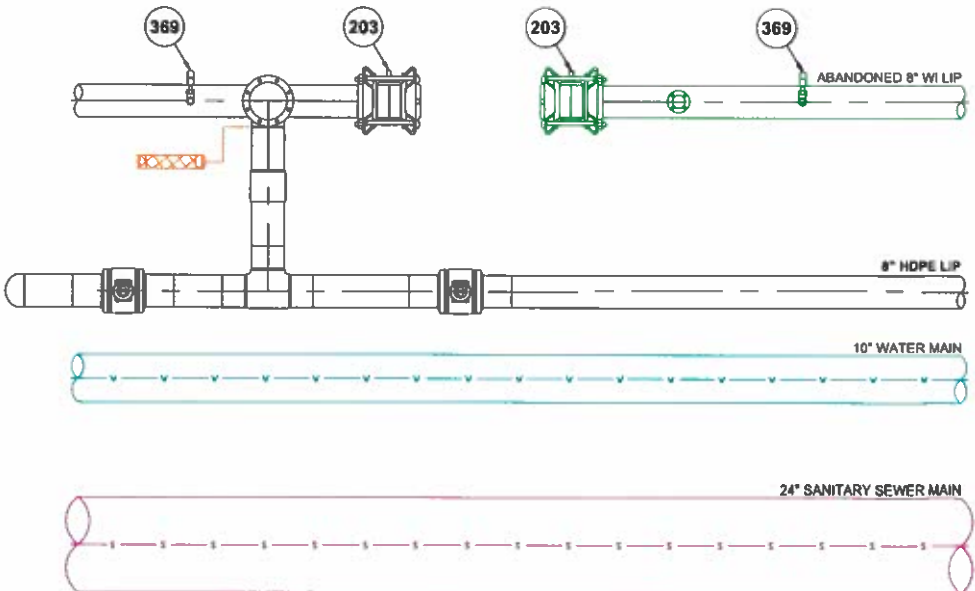 369 203 203 369
ABANDONED 8" WI LIP
8" HDPE LIP
10" WATER MAIN
W W W W W W W W W W W W W W W W W
24" SANITARY SEWER MAIN
S S S S S S S S S S S S S S S S S